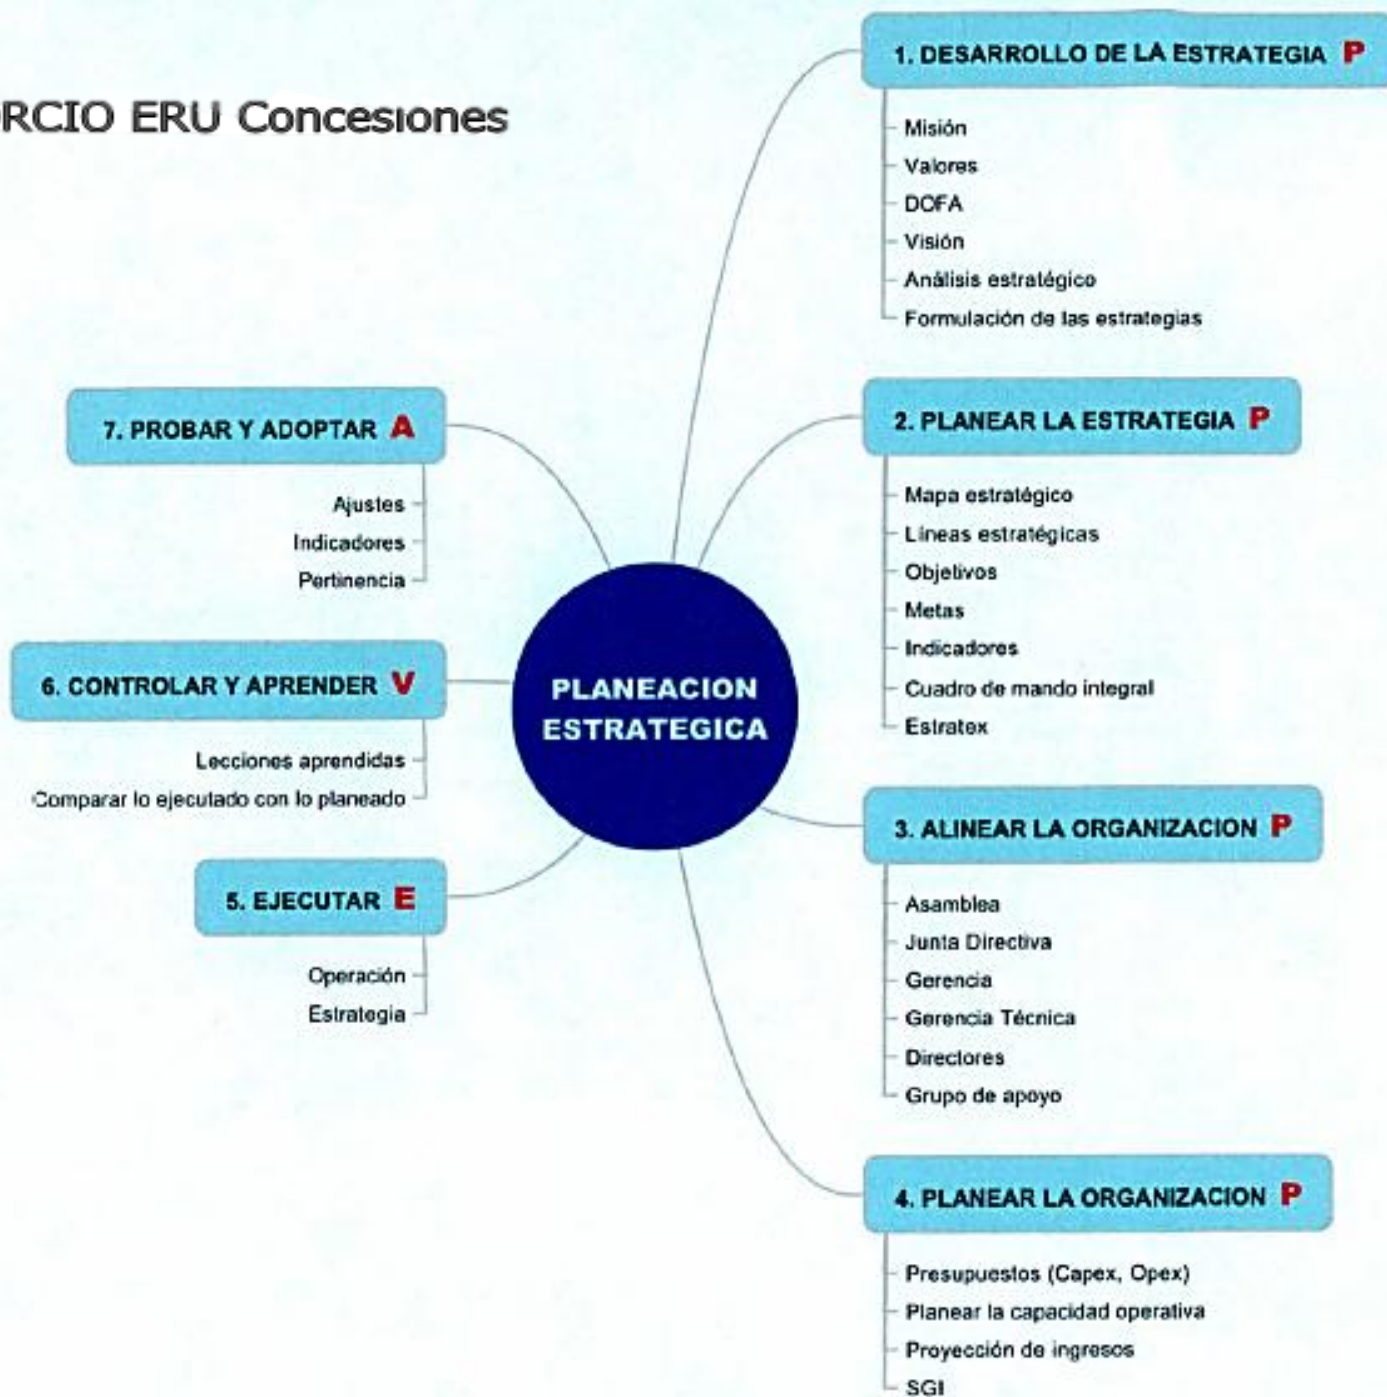 RCIO ERU Concesiones
1. DESARROLLO DE LA ESTRATEGIA P
Misión
Valores
DOFA
Visión
Análisis estratégico
Formulación de las estrategias
2. PLANEAR LA ESTRATEGIA P
Mapa estratégico
Líneas estratégicas
Objetivos
Metas
Indicadores
Cuadro de mando integral
Estratex
3. ALINEAR LA ORGANIZACION P
Asamblea
Junta Directiva
Gerencia
Gerencia Técnica
Directores
Grupo de apoyo
4. PLANEAR LA ORGANIZACION P
Presupuestos (Capex, Opex)
Planear la capacidad operativa
Proyección de ingresos
SGI
5. EJECUTAR E
Operación
Estrategia
6. CONTROLAR Y APRENDER V
Lecciones aprendidas
Comparar lo ejecutado con lo planeado
7. PROBAR Y ADOPTAR A
Ajustes
Indicadores
Pertinencia
PLANEACION
ESTRATEGICA